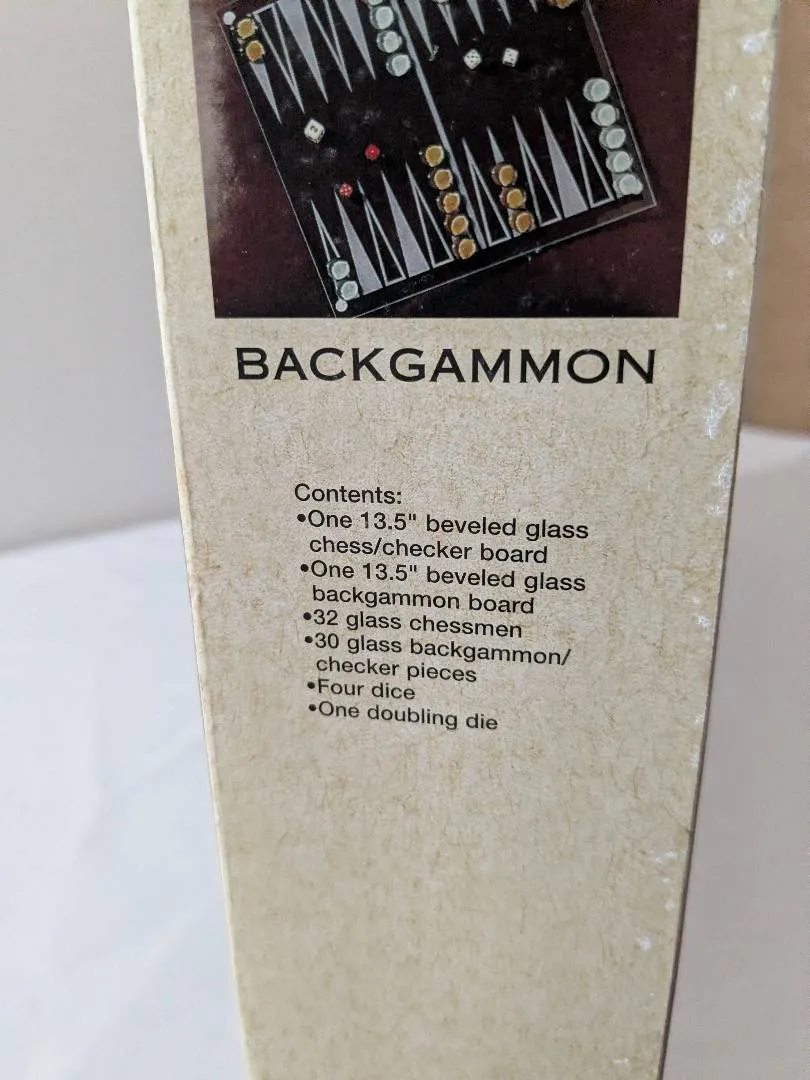 BACKGAMMON
Contents:
•One 13.5" beveled glass
chess/checker board
•One 13.5" beveled glass
backgammon board
•32 glass chessmen
•30 glass backgammon/
checker pieces
•Four dice
•One doubling die